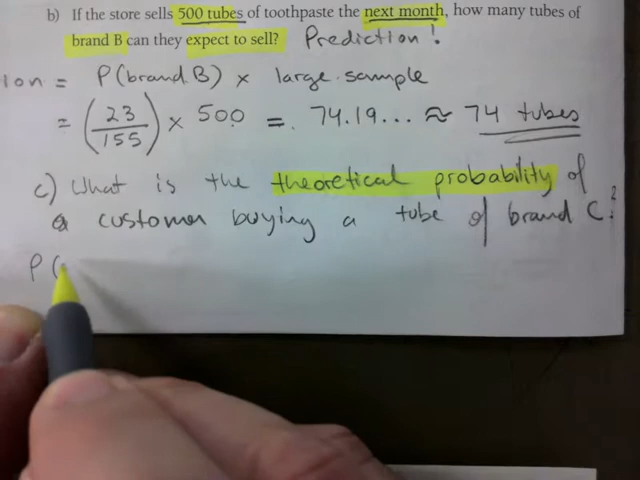 b) If the store sells 500 tubes of toothpaste the next month, how many tubes of
brand B can they expect to sell? Prediction!
ion = P(brand B) × large sample
= (23/155) × 500 = 74.19... ≈ 74 tubes
c) What is the theoretical probability of
a customer buying a tube of brand C?
P(